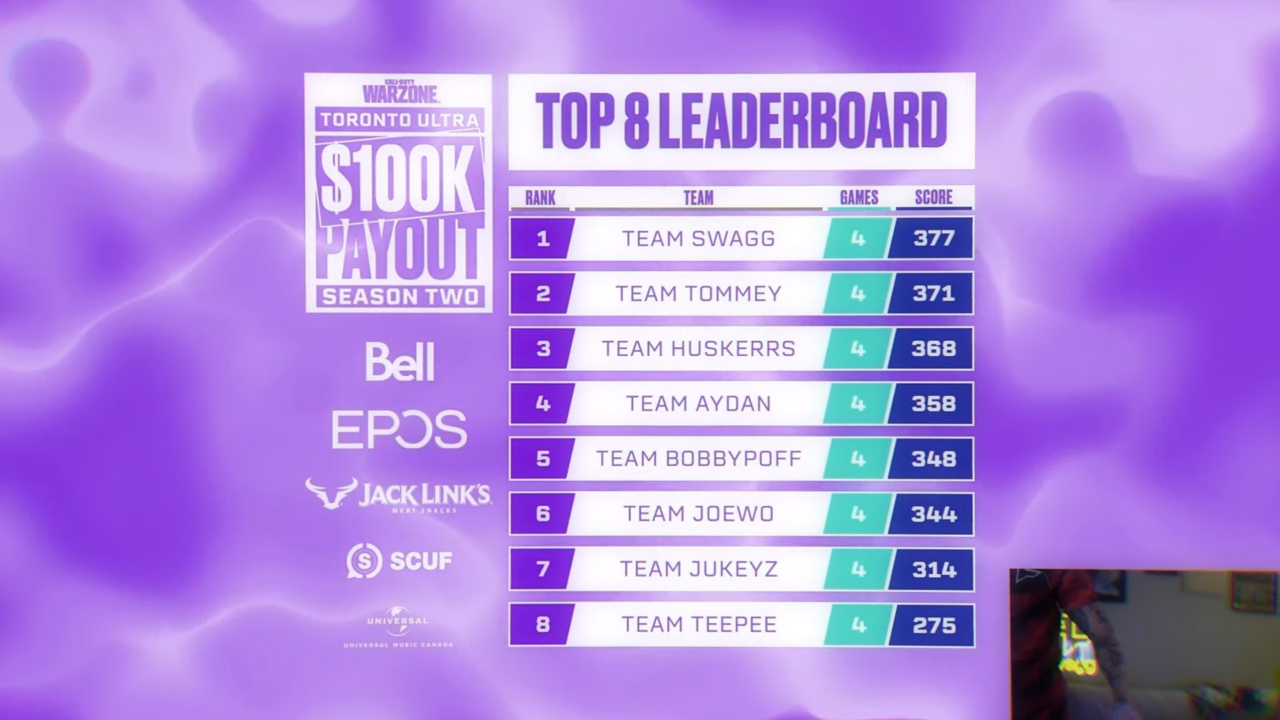 CALL OF DUTY
WARZONE
TORONTO ULTRA
$100K
PAYOUT
SEASON TWO
Bell
EPOS
JACK LINK'S
MEAT SNACKS
S SCUF
UNIVERSAL
UNIVERSAL MUSIC CANADA
TOP 8 LEADERBOARD
RANK TEAM GAMES SCORE
1 TEAM SWAGG 4 377
2 TEAM TOMMEY 4 371
3 TEAM HUSKERRS 4 368
4 TEAM AYDAN 4 358
5 TEAM BOBBYPOFF 4 348
6 TEAM JOEWO 4 344
7 TEAM JUKEYZ 4 314
8 TEAM TEEPEE 4 275